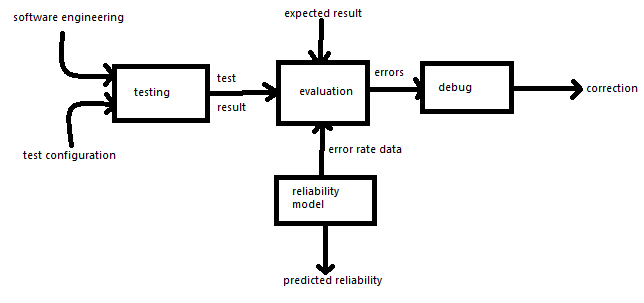 software engineering
expected result
testing
test
result
evaluation
errors
debug
correction
test configuration
error rate data
reliability
model
predicted reliability